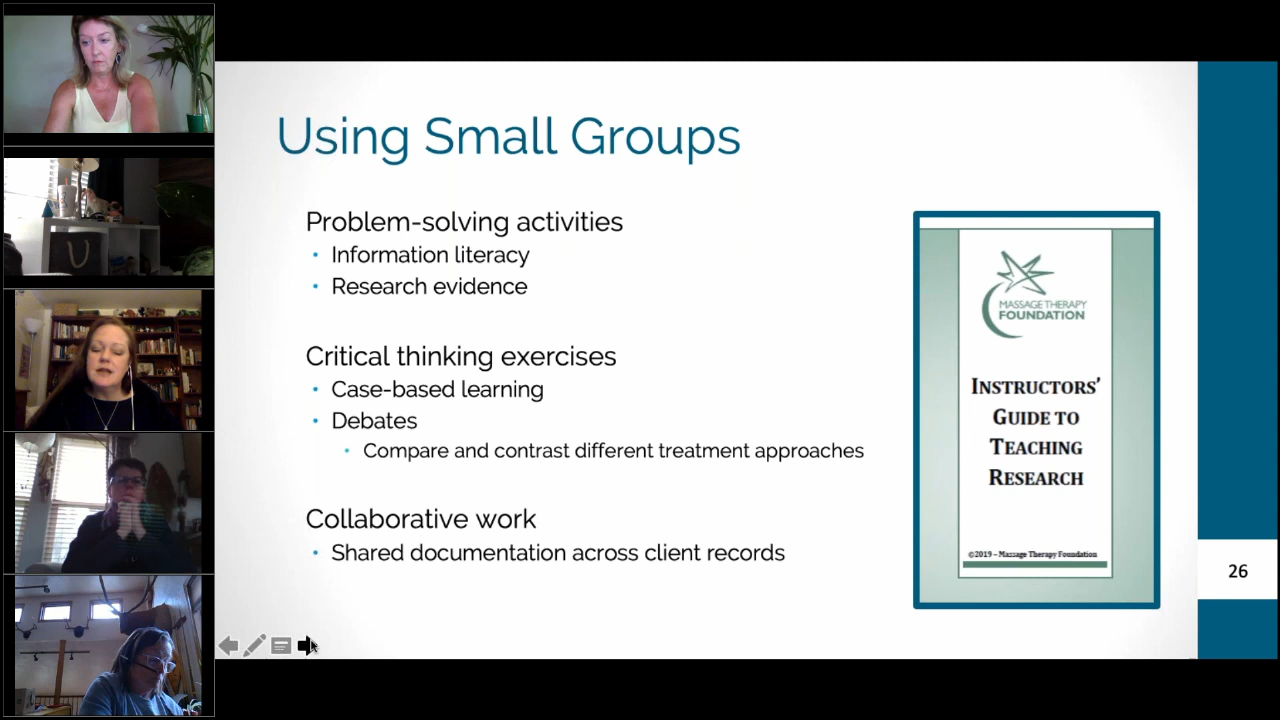 Using Small Groups
Problem-solving activities
• Information literacy
• Research evidence
Critical thinking exercises
• Case-based learning
• Debates
• Compare and contrast different treatment approaches
Collaborative work
• Shared documentation across client records
MASSAGE THERAPY
FOUNDATION
INSTRUCTORS'
GUIDE TO
TEACHING
RESEARCH
©2019 – Massage Therapy Foundation
26